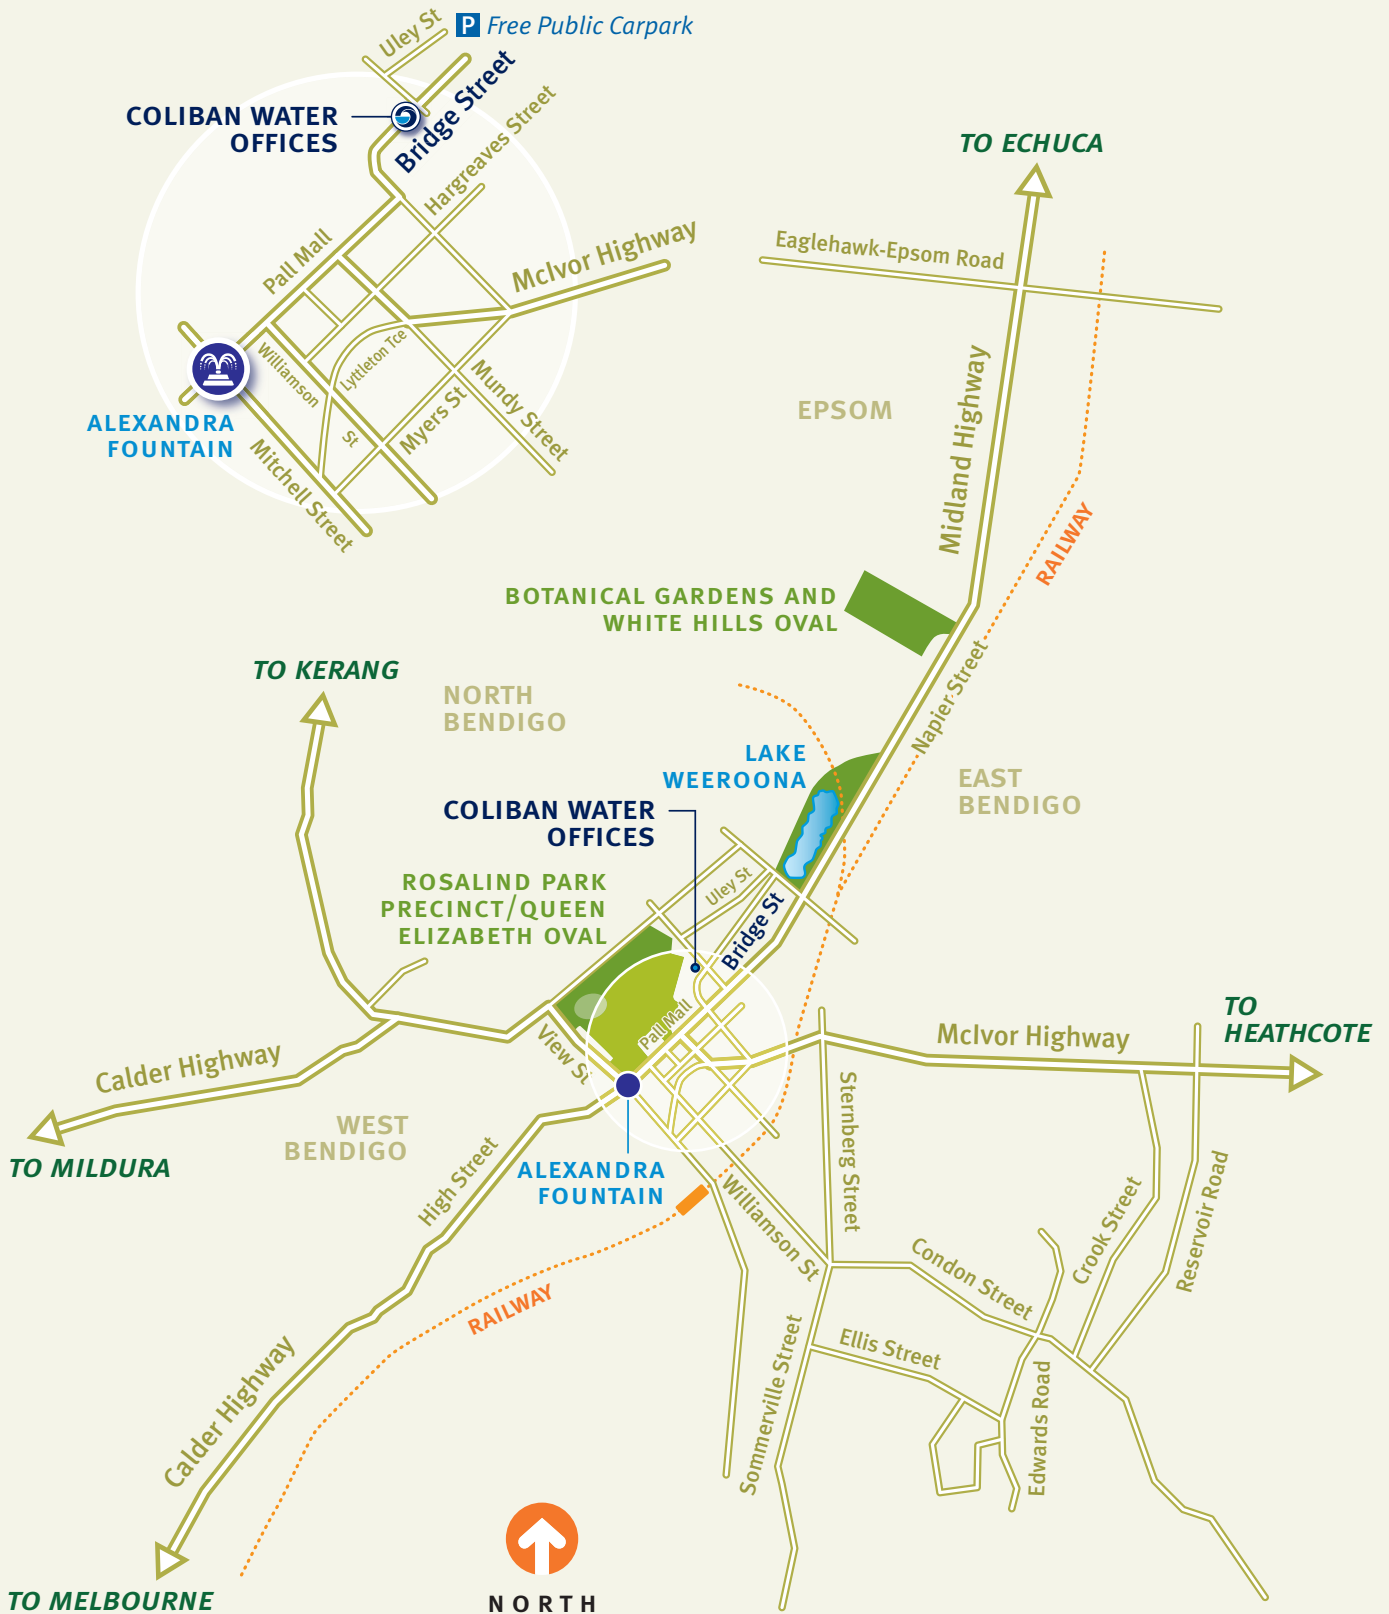 Uley St
P Free Public Carpark
COLIBAN WATER
OFFICES
Bridge Street
Hargreaves Street
Pall Mall
McIvor Highway
Williamson
St
Lyttleton Tce
Myers St
Mundy Street
ALEXANDRA
FOUNTAIN
Mitchell Street
TO ECHUCA
Eaglehawk-Epsom Road
EPSOM
Midland Highway
RAILWAY
BOTANICAL GARDENS AND
WHITE HILLS OVAL
Napier Street
TO KERANG
NORTH
BENDIGO
LAKE
WEEROONA
EAST
BENDIGO
COLIBAN WATER
OFFICES
ROSALIND PARK
PRECINCT/QUEEN
ELIZABETH OVAL
Uley St
Bridge St
Pall Mall
View St
TO
HEATHCOTE
McIvor Highway
Calder Highway
TO MILDURA
WEST
BENDIGO
High Street
ALEXANDRA
FOUNTAIN
Williamson St
Sternberg Street
Condon Street
Crook Street
Reservoir Road
RAILWAY
Sommerville Street
Ellis Street
Edwards Road
Calder Highway
TO MELBOURNE
NORTH